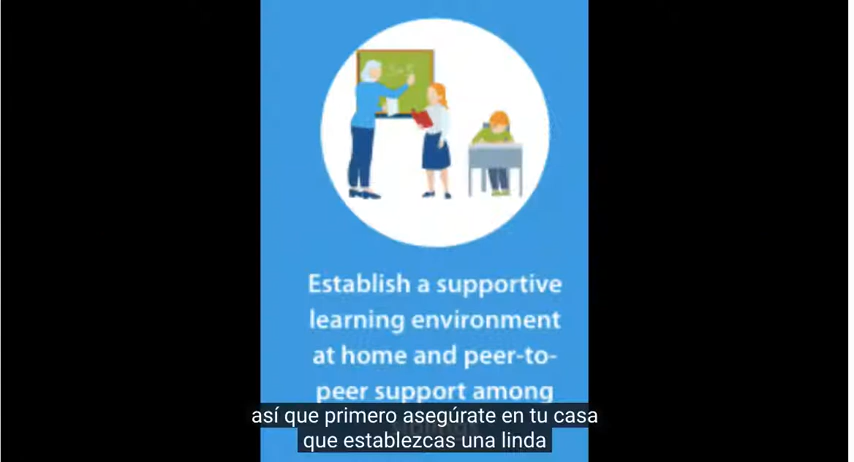 Establish a supportive
learning environment
at home and peer-to-
peer support among
así que primero asegúrate en tu casa
que establezcas una linda